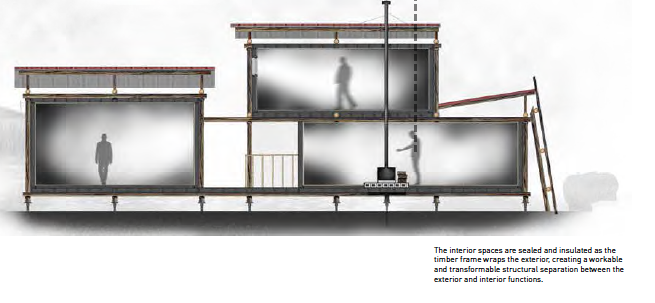 The interior spaces are sealed and insulated as the
timber frame wraps the exterior, creating a workable
and transformable structural separation between the
exterior and interior functions.